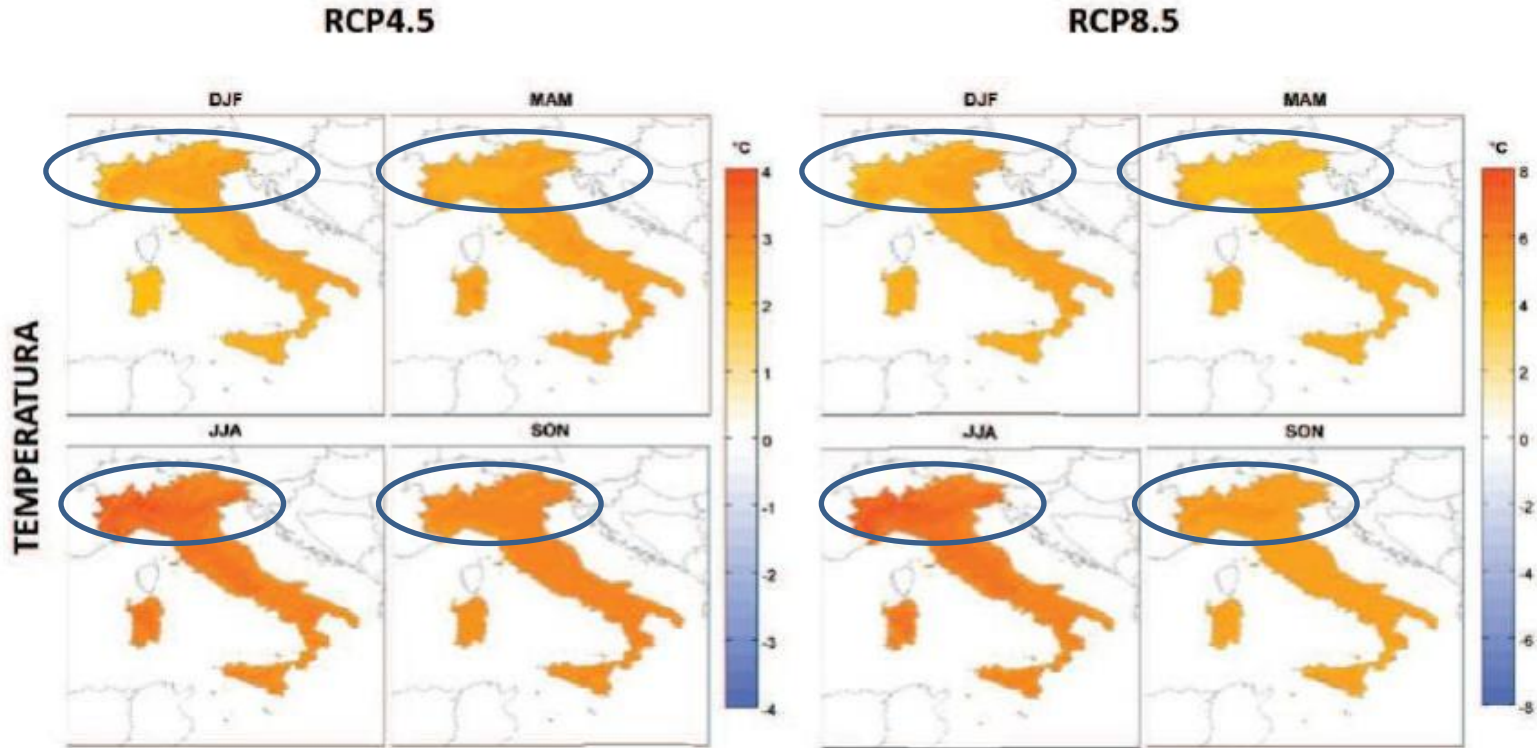 RCP4.5 RCP8.5
DJF MAM DJF MAM
°C °C
4 8
3 6
2 4
1 2
0 0
JJA SON JJA SON
-1 -2
-2 -4
-3 -6
-4 -8
TEMPERATURA